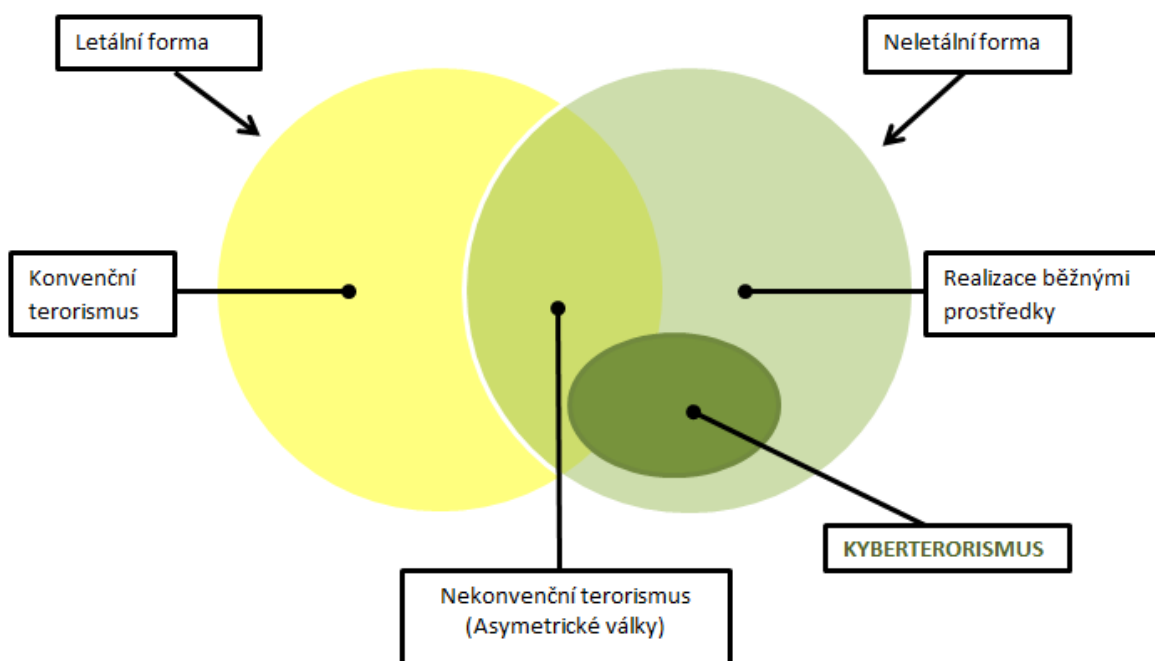 Letální forma
Neletální forma
Konvenční
terorismus
Realizace běžnými
prostředky
KYBERTERORISMUS
Nekonvenční terorismus
(Asymetrické války)